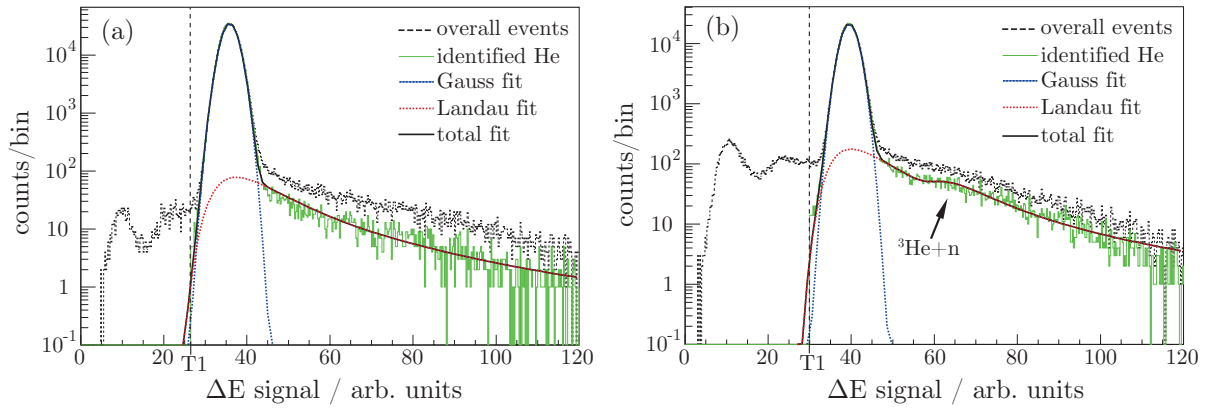 (a)
overall events
identified He
Gauss fit
Landau fit
total fit
counts/bin
10⁴
10³
10²
10
1
10⁻¹
0
T1
20
40
60
80
100
120
ΔE signal / arb. units
(b)
overall events
identified He
Gauss fit
Landau fit
total fit
³He+n
counts/bin
10⁴
10³
10²
10
1
10⁻¹
0
20
T1
40
60
80
100
120
ΔE signal / arb. units